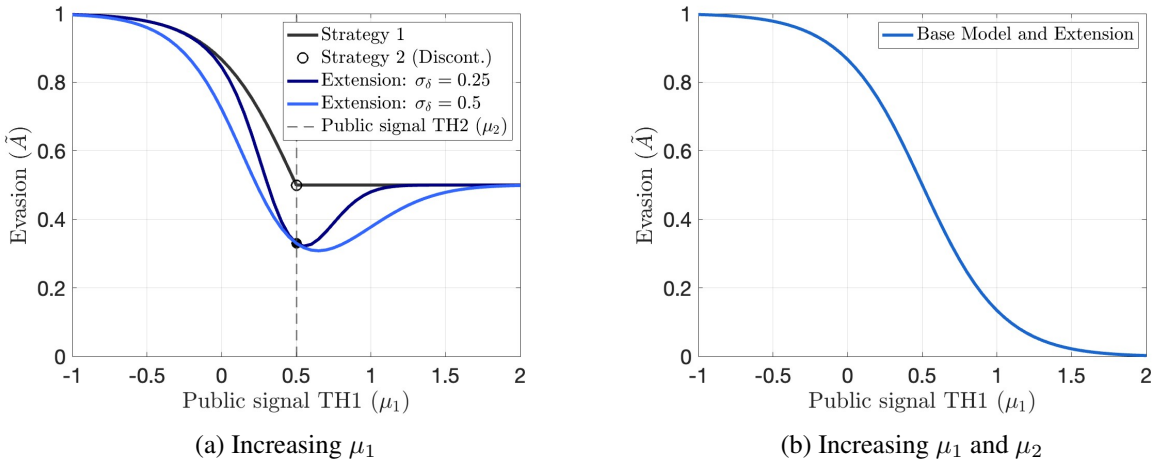 Strategy 1
Strategy 2 (Discont.)
Extension: σδ = 0.25
Extension: σδ = 0.5
Public signal TH2 (μ2)
Evasion (Ã)
1
0.8
0.6
0.4
0.2
0
-1 -0.5 0 0.5 1 1.5 2
Public signal TH1 (μ1)
(a) Increasing μ1
Base Model and Extension
Evasion (Ã)
1
0.8
0.6
0.4
0.2
0
-1 -0.5 0 0.5 1 1.5 2
Public signal TH1 (μ1)
(b) Increasing μ1 and μ2